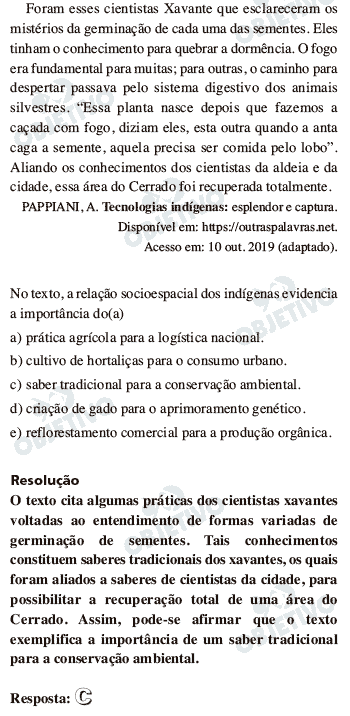 Foram esses cientistas Xavante que esclareceram os
mistérios da germinação de cada uma das sementes. Eles
tinham o conhecimento para quebrar a dormência. O fogo
era fundamental para muitas; para outras, o caminho para
despertar passava pelo sistema digestivo dos animais
silvestres. “Essa planta nasce depois que fazemos a
caçada com fogo, diziam eles, esta outra quando a anta
caga a semente, aquela precisa ser comida pelo lobo”.
Aliando os conhecimentos dos cientistas da aldeia e da
cidade, essa área do Cerrado foi recuperada totalmente.
PAPPIANI, A. Tecnologias indígenas: esplendor e captura.
Disponível em: https://outraspalavras.net.
Acesso em: 10 out. 2019 (adaptado).
No texto, a relação socioespacial dos indígenas evidencia
a importância do(a)
a) prática agrícola para a logística nacional.
b) cultivo de hortaliças para o consumo urbano.
c) saber tradicional para a conservação ambiental.
d) criação de gado para o aprimoramento genético.
e) reflorestamento comercial para a produção orgânica.
Resolução
O texto cita algumas práticas dos cientistas xavantes
voltadas ao entendimento de formas variadas de
germinação de sementes. Tais conhecimentos
constituem saberes tradicionais dos xavantes, os quais
foram aliados a saberes de cientistas da cidade, para
possibilitar a recuperação total de uma área do
Cerrado. Assim, pode-se afirmar que o texto
exemplifica a importância de um saber tradicional
para a conservação ambiental.
Resposta: C